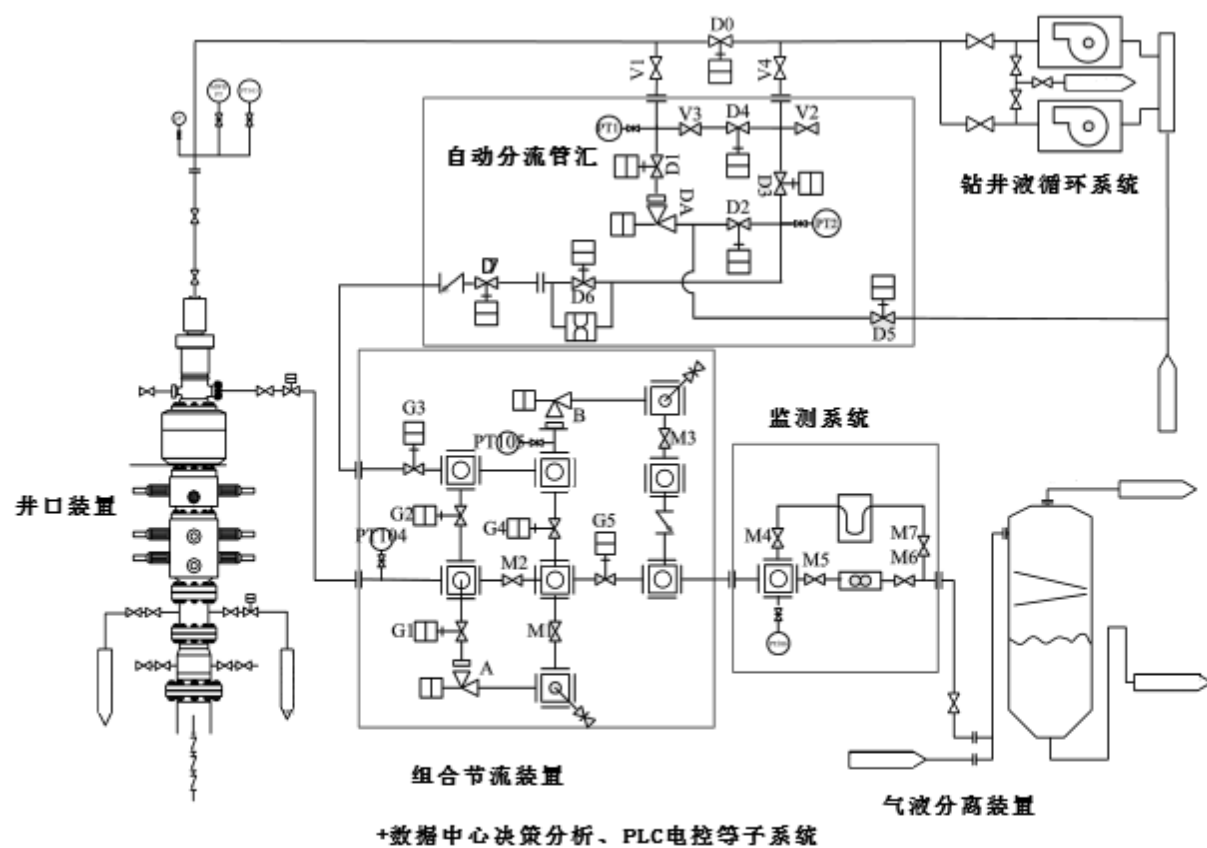 D0
V1
V4
D4
V3
V2
PT1
自动分流管汇
D1
D3
钻井液循环系统
DA
D2
PT2
D7
D6
D5
G3
B
监测系统
PT105
M3
井口装置
G2
G4
G5
PT104
M4
M7
M2
M5
M6
G1
M1
A
组合节流装置
气液分离装置
+数据中心决策分析、PLC电控等子系统